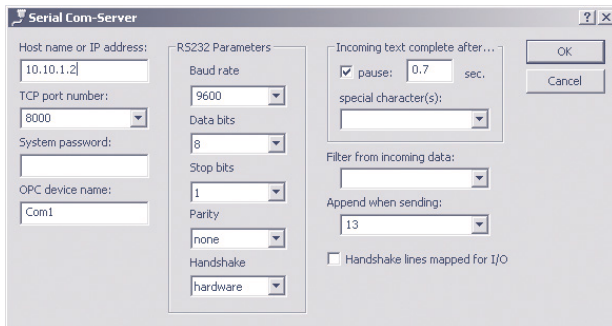 Serial Com-Server
Host name or IP address:
10.10.1.2
TCP port number:
8000
System password:
OPC device name:
Com1
RS232 Parameters
Baud rate
9600
Data bits
8
Stop bits
1
Parity
none
Handshake
hardware
Incoming text complete after...
pause: 0.7 sec.
special character(s):
Filter from incoming data:
Append when sending:
13
Handshake lines mapped for I/O
OK
Cancel